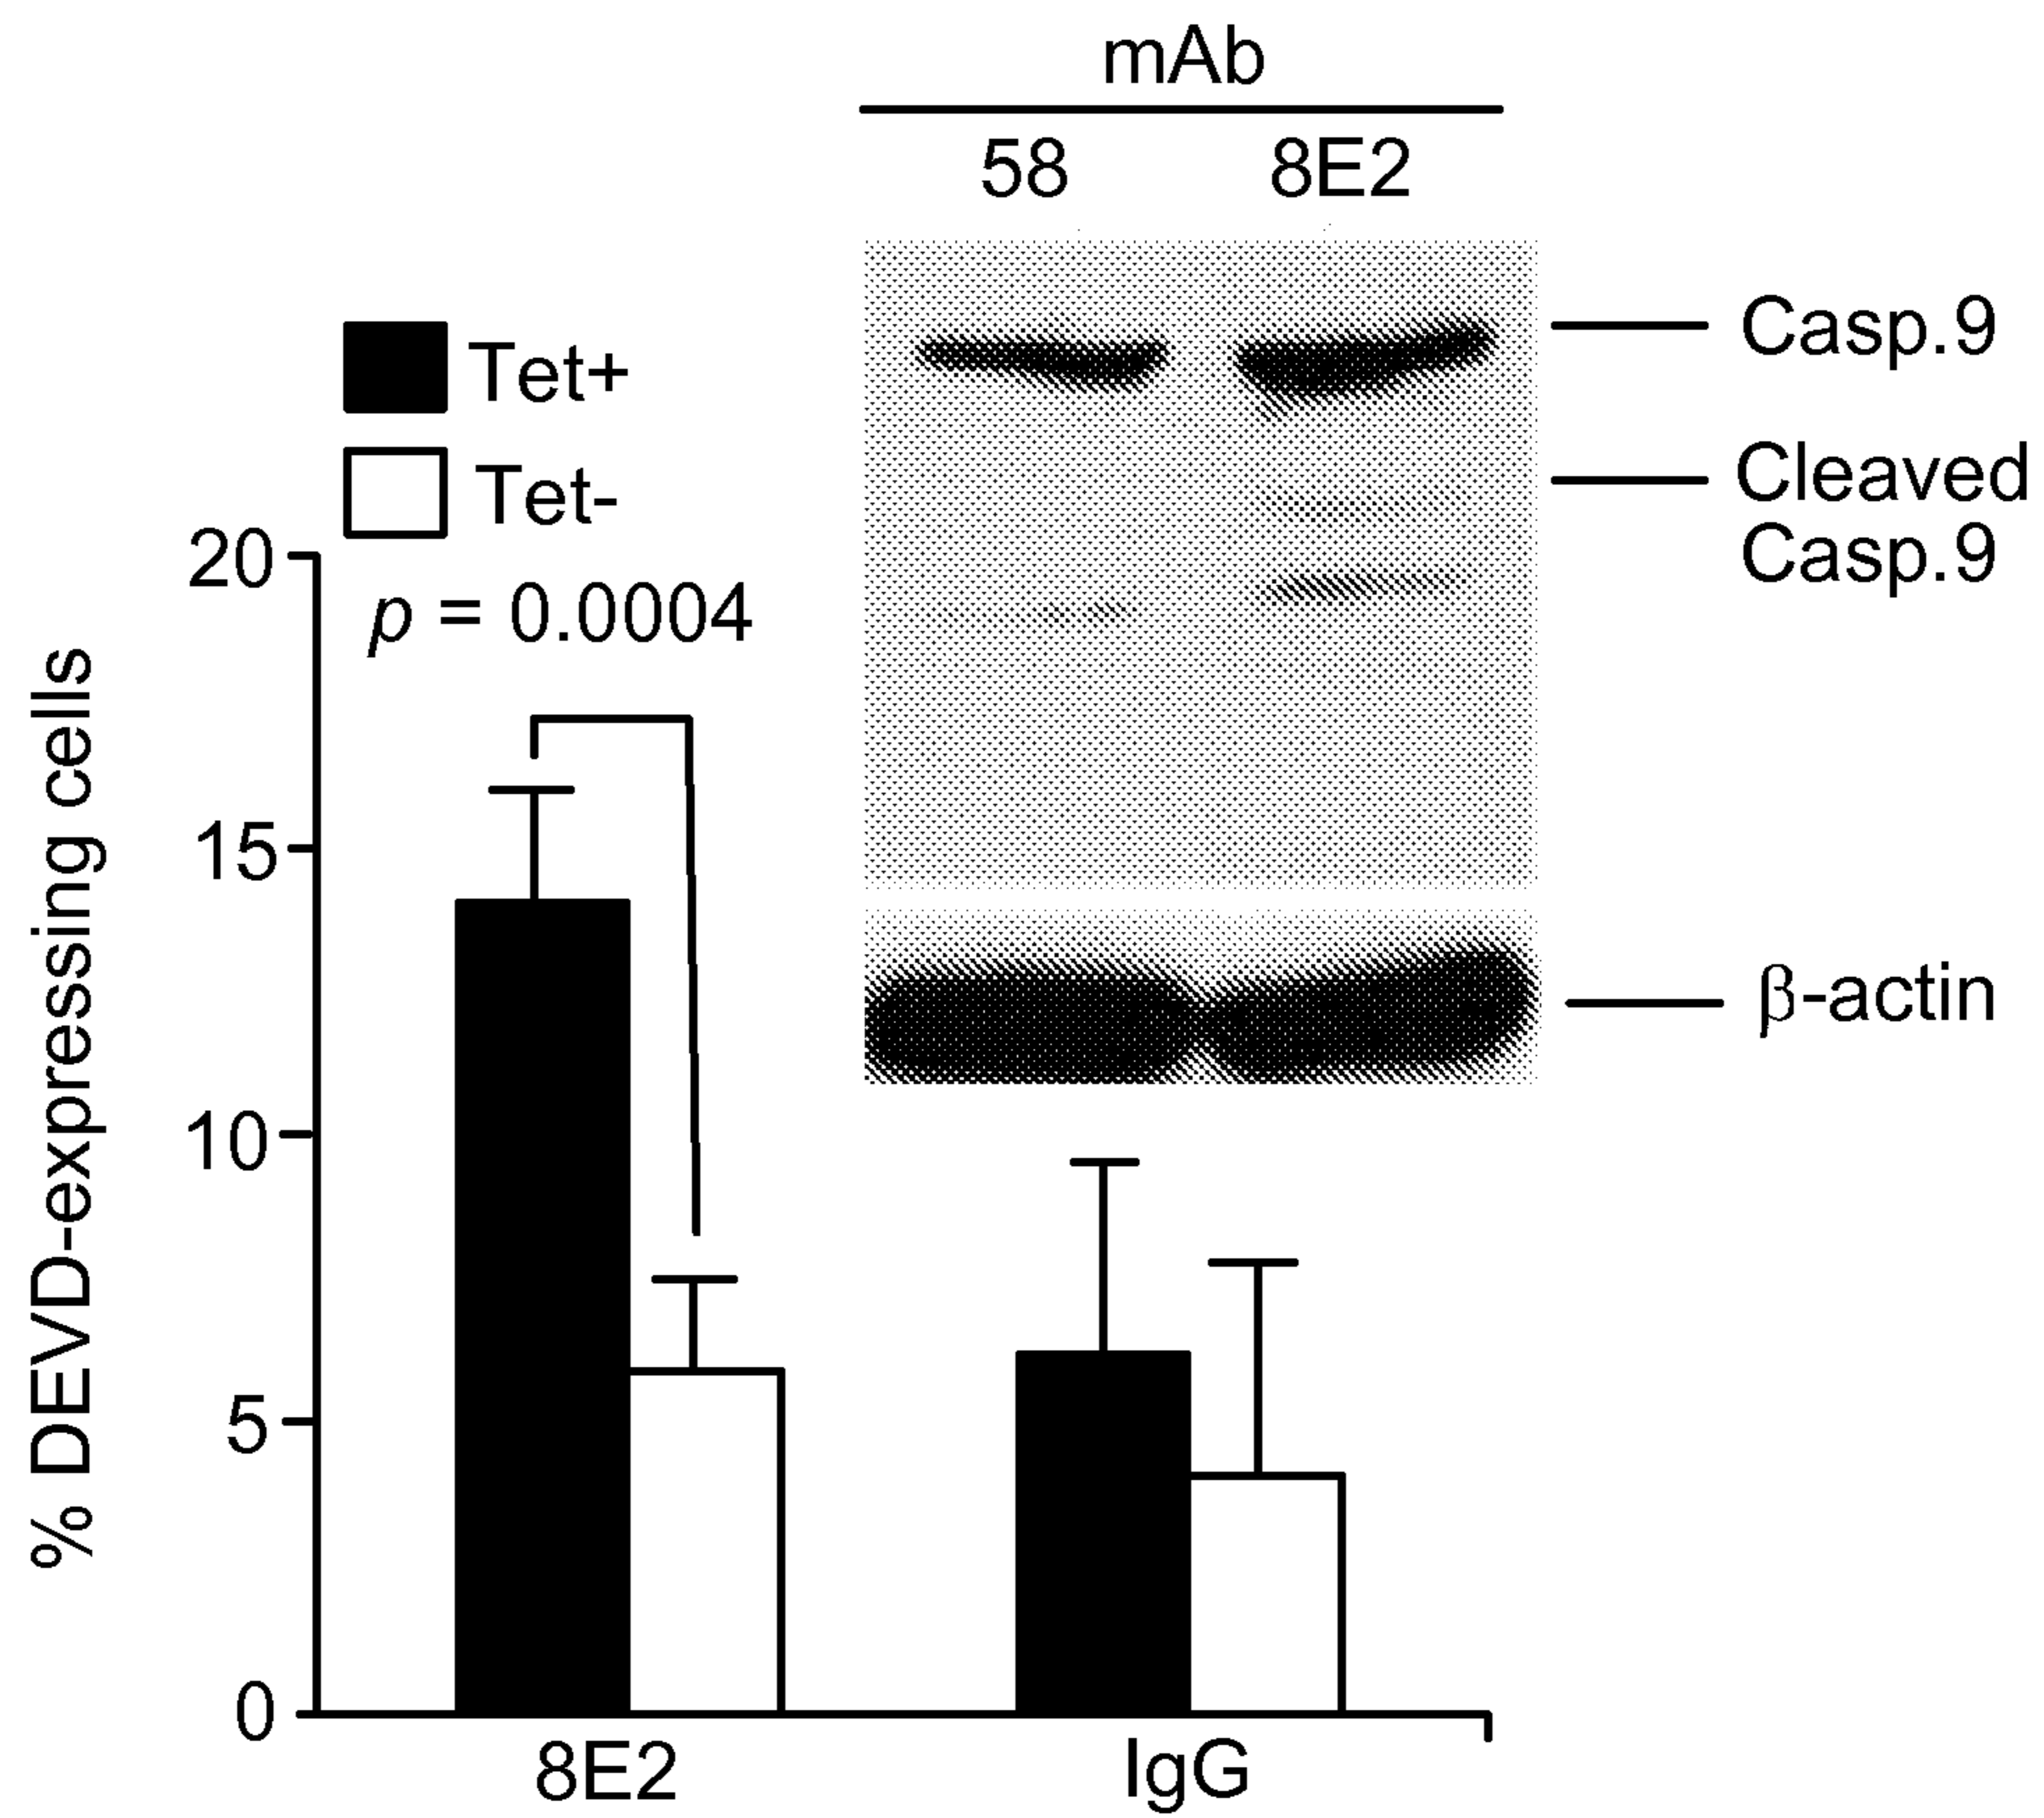 mAb
58 8E2
Casp.9
Cleaved
Casp.9
β-actin
Tet+
Tet-
p = 0.0004
% DEVD-expressing cells
20
15
10
5
0
8E2 IgG